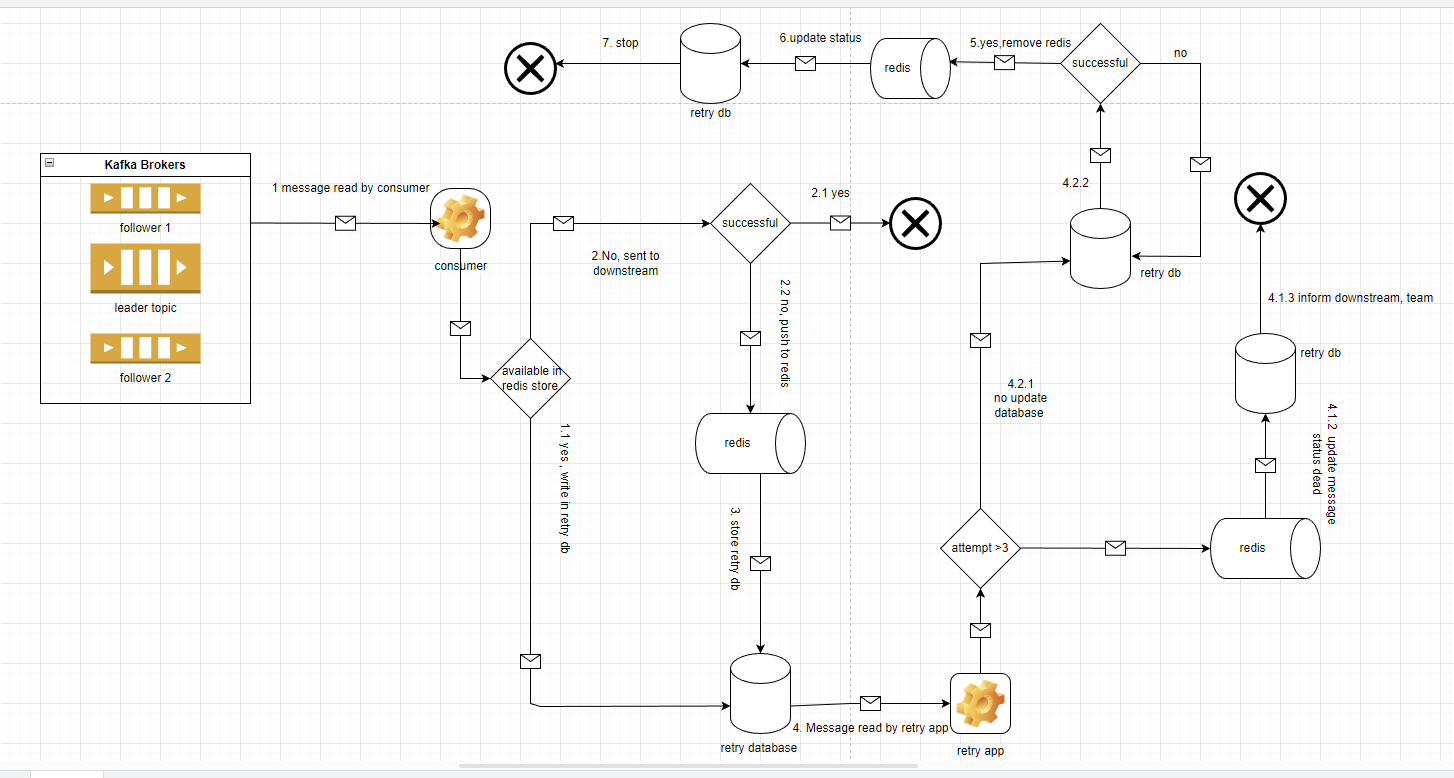 7. stop
6.update status
5.yes,remove redis
successful
no
redis
retry db
Kafka Brokers
follower 1
leader topic
follower 2
1 message read by consumer
consumer
4.2.2
2.1 yes
successful
2.No, sent to
downstream
retry db
2.2 no, push to redis
4.1.3 inform downstream, team
retry db
available in
redis store
4.2.1
no update
database
1.1 yes , write in retry db
redis
4.1.2 update message
status dead
3. store retry db
attempt >3
redis
4. Message read by retry app
retry database
retry app